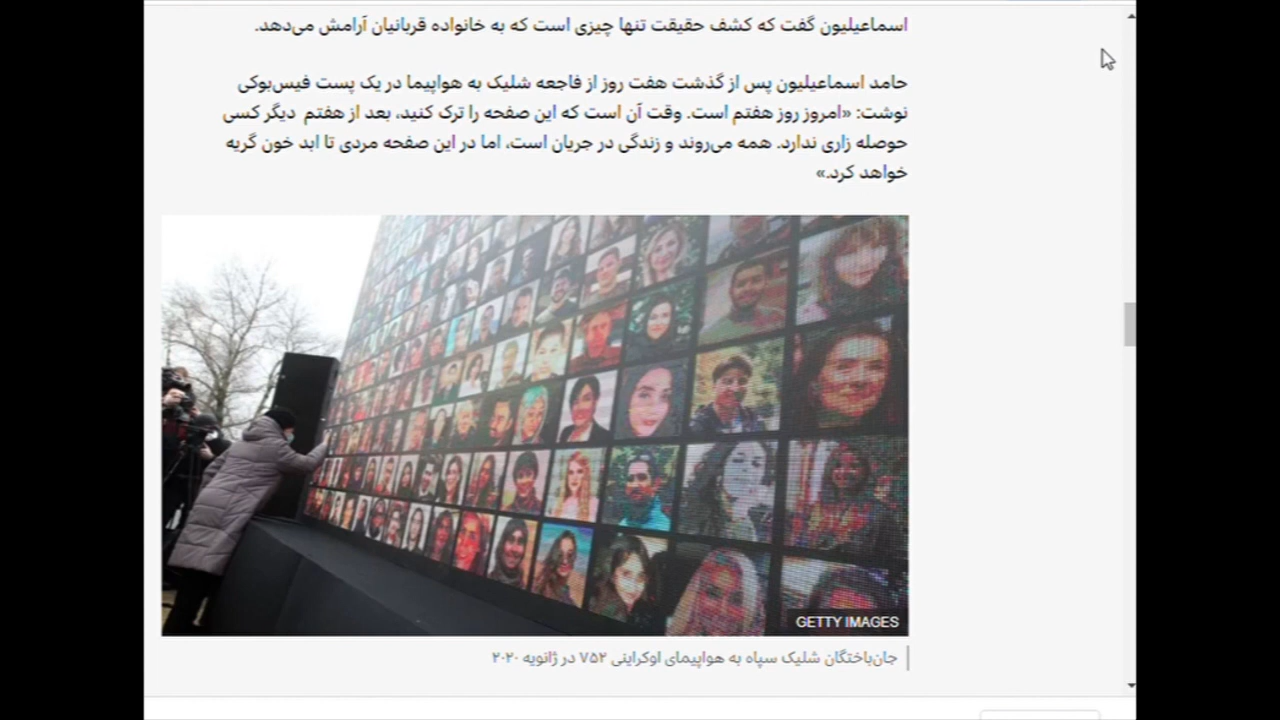 اسماعیلیون گفت که کشف حقیقت تنها چیزی است که به خانواده قربانیان آرامش می‌دهد.
حامد اسماعیلیون پس از گذشت هفت روز از فاجعه شلیک به هواپیما در یک پست فیس‌بوکی
نوشت: «امروز روز هفتم است. وقت آن است که این صفحه را ترک کنید، بعد از هفتم دیگر کسی
حوصله زاری ندارد. همه می‌روند و زندگی در جریان است، اما در این صفحه مردی تا ابد خون گریه
خواهد کرد.»
GETTY IMAGES
جان‌باختگان شلیک سپاه به هواپیمای اوکراینی ۷۵۲ در ژانویه ۲۰۲۰